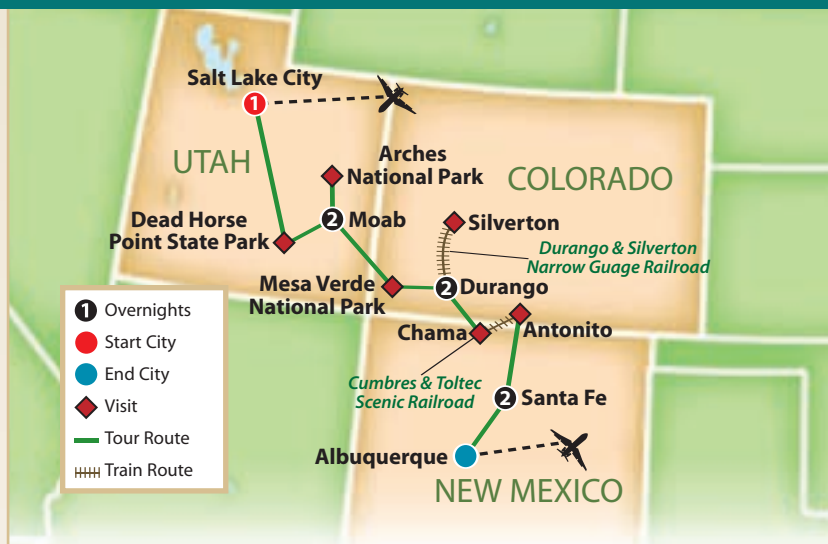 Salt Lake City
1
UTAH
Arches
National Park
COLORADO
Dead Horse
Point State Park
2
Moab
Silverton
Durango & Silverton
Narrow Guage Railroad
Mesa Verde
National Park
2
Durango
Chama
Antonito
Cumbres & Toltec
Scenic Railroad
2
Santa Fe
Albuquerque
NEW MEXICO
1 Overnights
Start City
End City
Visit
Tour Route
Train Route